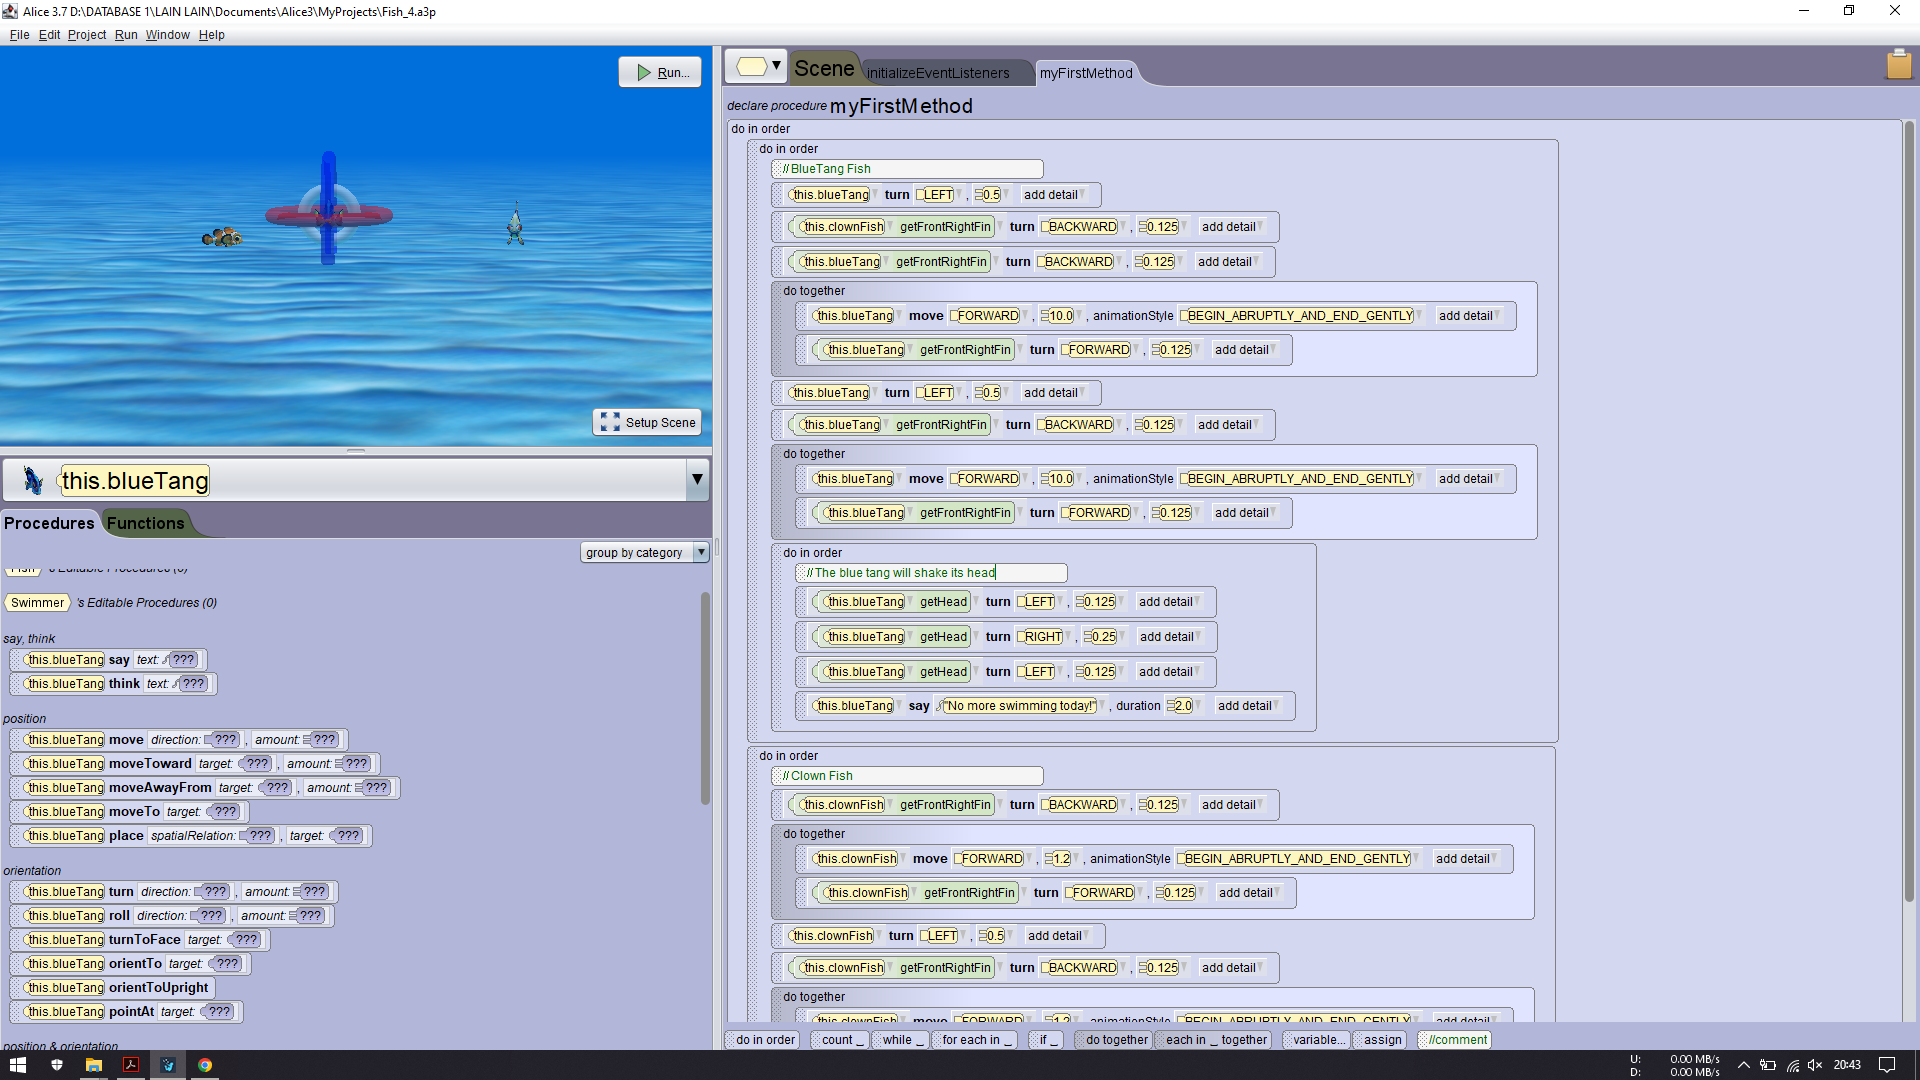 Alice 3.7 D:\DATABASE 1\LAIN LAIN\Documents\Alice3\MyProjects\Fish_4.a3p
File Edit Project Run Window Help
Run...
Setup Scene
this.blueTang
Procedures Functions
group by category
Fish 's Editable Procedures (0)
Swimmer 's Editable Procedures (0)
say, think
this.blueTang say text: ???
this.blueTang think text: ???
position
this.blueTang move direction: ??? , amount: ???
this.blueTang moveToward target: ??? , amount: ???
this.blueTang moveAwayFrom target: ??? , amount: ???
this.blueTang moveTo target: ???
this.blueTang place spatialRelation: ??? , target: ???
orientation
this.blueTang turn direction: ??? , amount: ???
this.blueTang roll direction: ??? , amount: ???
this.blueTang turnToFace target: ???
this.blueTang orientTo target: ???
this.blueTang orientToUpright
this.blueTang pointAt target: ???
position & orientation
Scene initializeEventListeners myFirstMethod
declare procedure myFirstMethod
do in order
do in order
//BlueTang Fish
this.blueTang turn LEFT , 0.5 add detail
this.clownFish getFrontRightFin turn BACKWARD , 0.125 add detail
this.blueTang getFrontRightFin turn BACKWARD , 0.125 add detail
do together
this.blueTang move FORWARD , 10.0 , animationStyle BEGIN_ABRUPTLY_AND_END_GENTLY add detail
this.blueTang getFrontRightFin turn FORWARD , 0.125 add detail
this.blueTang turn LEFT , 0.5 add detail
this.blueTang getFrontRightFin turn BACKWARD , 0.125 add detail
do together
this.blueTang move FORWARD , 10.0 , animationStyle BEGIN_ABRUPTLY_AND_END_GENTLY add detail
this.blueTang getFrontRightFin turn FORWARD , 0.125 add detail
do in order
//The blue tang will shake its head
this.blueTang getHead turn LEFT , 0.125 add detail
this.blueTang getHead turn RIGHT , 0.25 add detail
this.blueTang getHead turn LEFT , 0.125 add detail
this.blueTang say "No more swimming today!" , duration 2.0 add detail
do in order
//Clown Fish
this.clownFish getFrontRightFin turn BACKWARD , 0.125 add detail
do together
this.clownFish move FORWARD , 1.2 , animationStyle BEGIN_ABRUPTLY_AND_END_GENTLY add detail
this.clownFish getFrontRightFin turn FORWARD , 0.125 add detail
this.clownFish turn LEFT , 0.5 add detail
this.clownFish getFrontRightFin turn BACKWARD , 0.125 add detail
do together
this.clownFish move FORWARD , 1.2 , animationStyle BEGIN_ABRUPTLY_AND_END_GENTLY add detail
do in order count _ while _ for each in _ if _ do together each in _ together variable... assign //comment
U: 0.00 MB/s
D: 0.00 MB/s
20:43